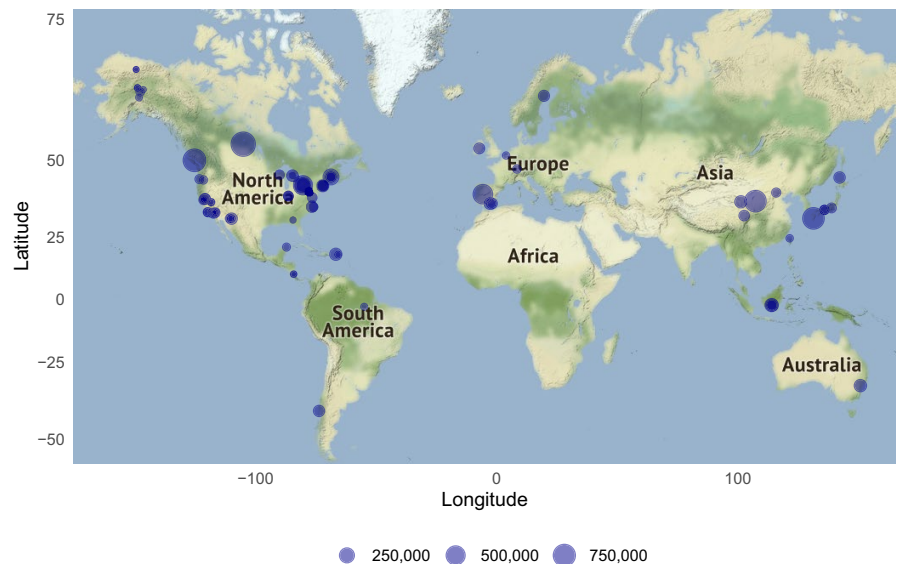 75
50
25
0
−25
−50
Latitude
North
America
Europe
Asia
Africa
South
America
Australia
−100
0
100
Longitude
250,000
500,000
750,000